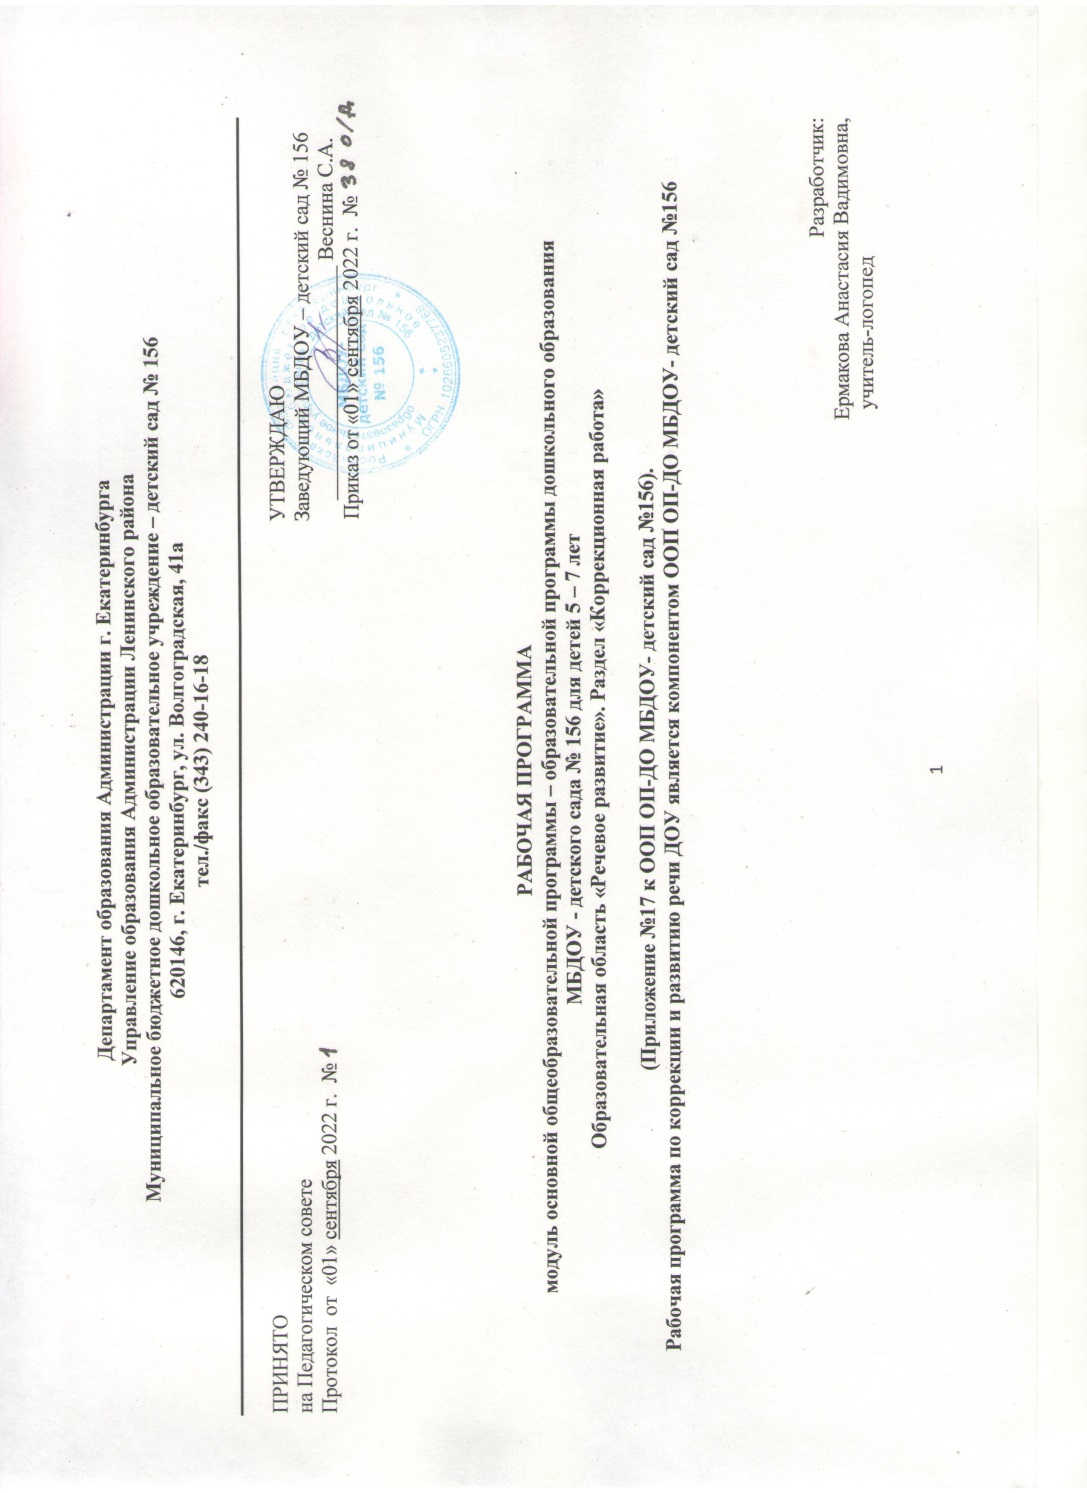 Департамент образования Администрации г. Екатеринбурга
Управление образования Администрации Ленинского района
Муниципальное бюджетное дошкольное образовательное учреждение – детский сад № 156
620146, г. Екатеринбург, ул. Волгоградская, 41а
тел./факс (343) 240-16-18
ПРИНЯТО
на Педагогическом совете
Протокол от «01» сентября 2022 г. № 1
УТВЕРЖДАЮ
Заведующий МБДОУ – детский сад № 156
Веснина С.А.
Приказ от «01» сентября 2022 г. № 38 о/д
детский сад
№ 156
РАБОЧАЯ ПРОГРАММА
модуль основной общеобразовательной программы – образовательной программы дошкольного образования
МБДОУ - детского сада № 156 для детей 5 – 7 лет
Образовательная область «Речевое развитие». Раздел «Коррекционная работа»
(Приложение №17 к ООП ОП-ДО МБДОУ- детский сад №156).
Рабочая программа по коррекции и развитию речи ДОУ является компонентом ООП ОП-ДО МБДОУ- детский сад №156
Разработчик:
Ермакова Анастасия Вадимовна,
учитель-логопед
1